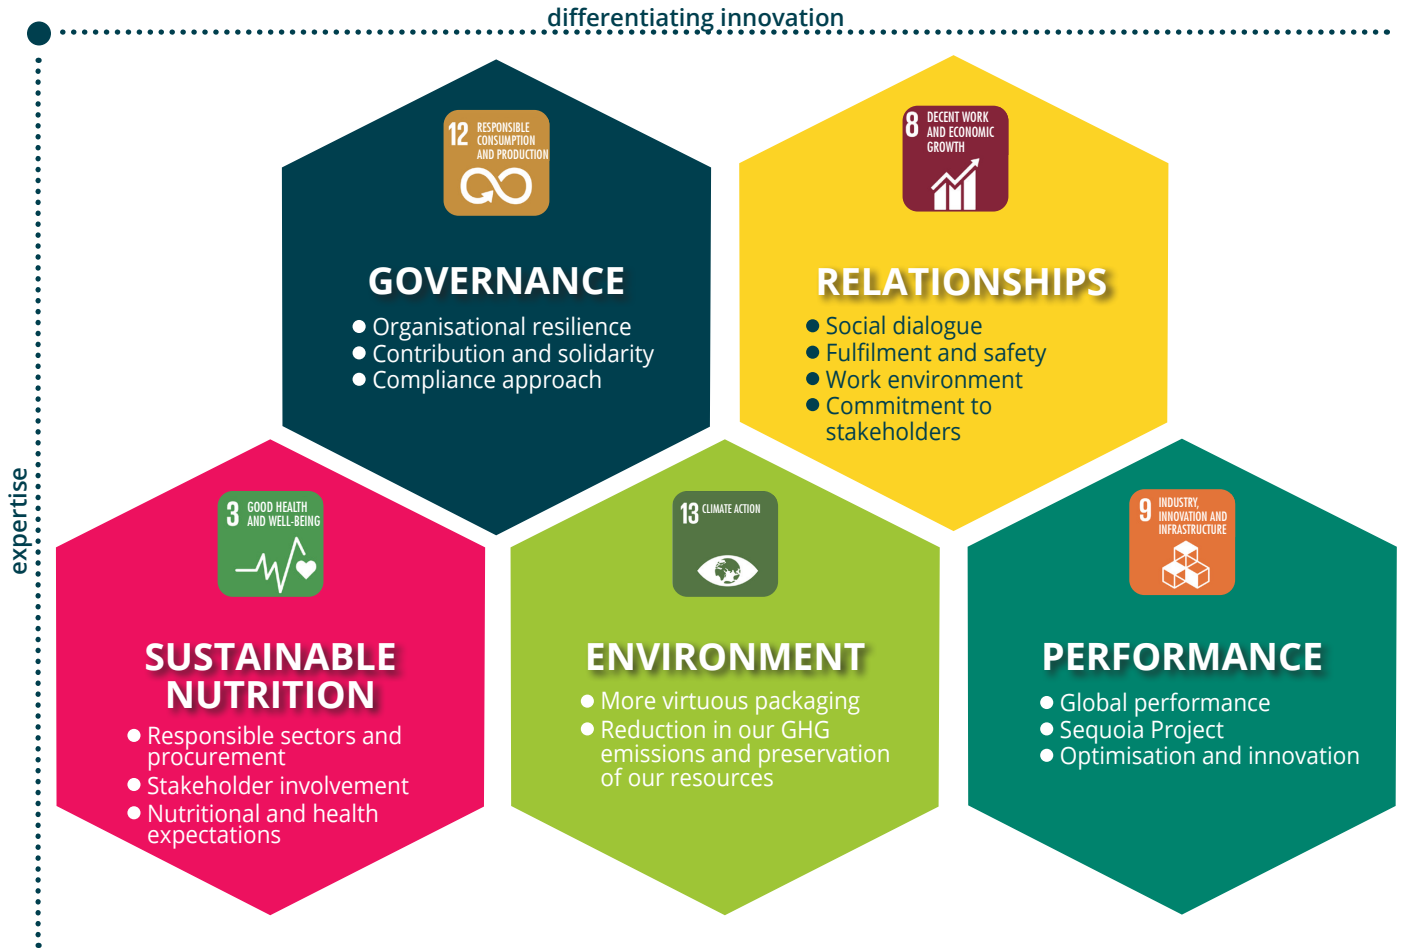 differentiating innovation
expertise
12 RESPONSIBLE
CONSUMPTION
AND PRODUCTION
GOVERNANCE
Organisational resilience
Contribution and solidarity
Compliance approach
8 DECENT WORK
AND ECONOMIC
GROWTH
RELATIONSHIPS
Social dialogue
Fulfilment and safety
Work environment
Commitment to
stakeholders
3 GOOD HEALTH
AND WELL-BEING
SUSTAINABLE
NUTRITION
Responsible sectors and
procurement
Stakeholder involvement
Nutritional and health
expectations
13 CLIMATE ACTION
ENVIRONMENT
More virtuous packaging
Reduction in our GHG
emissions and preservation
of our resources
9 INDUSTRY,
INNOVATION AND
INFRASTRUCTURE
PERFORMANCE
Global performance
Sequoia Project
Optimisation and innovation